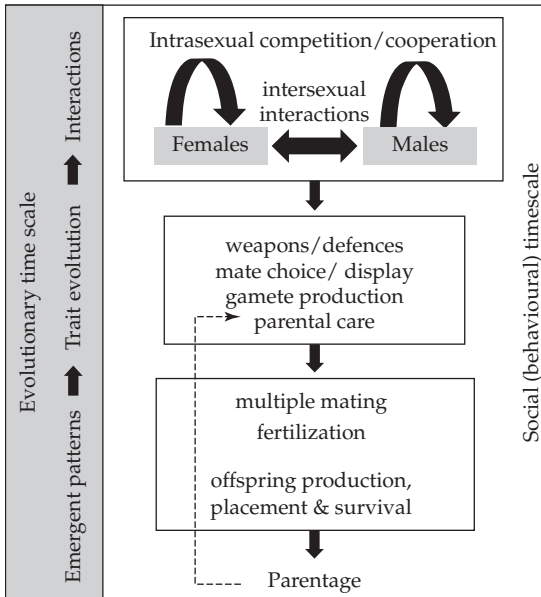 Intrasexual competition/cooperation
intersexual
interactions
Females
Males
weapons/defences
mate choice/ display
gamete production
parental care
multiple mating
fertilization
offspring production,
placement & survival
Parentage
Evolutionary time scale
Emergent patterns
Trait evoltution
Interactions
Social (behavioural) timescale